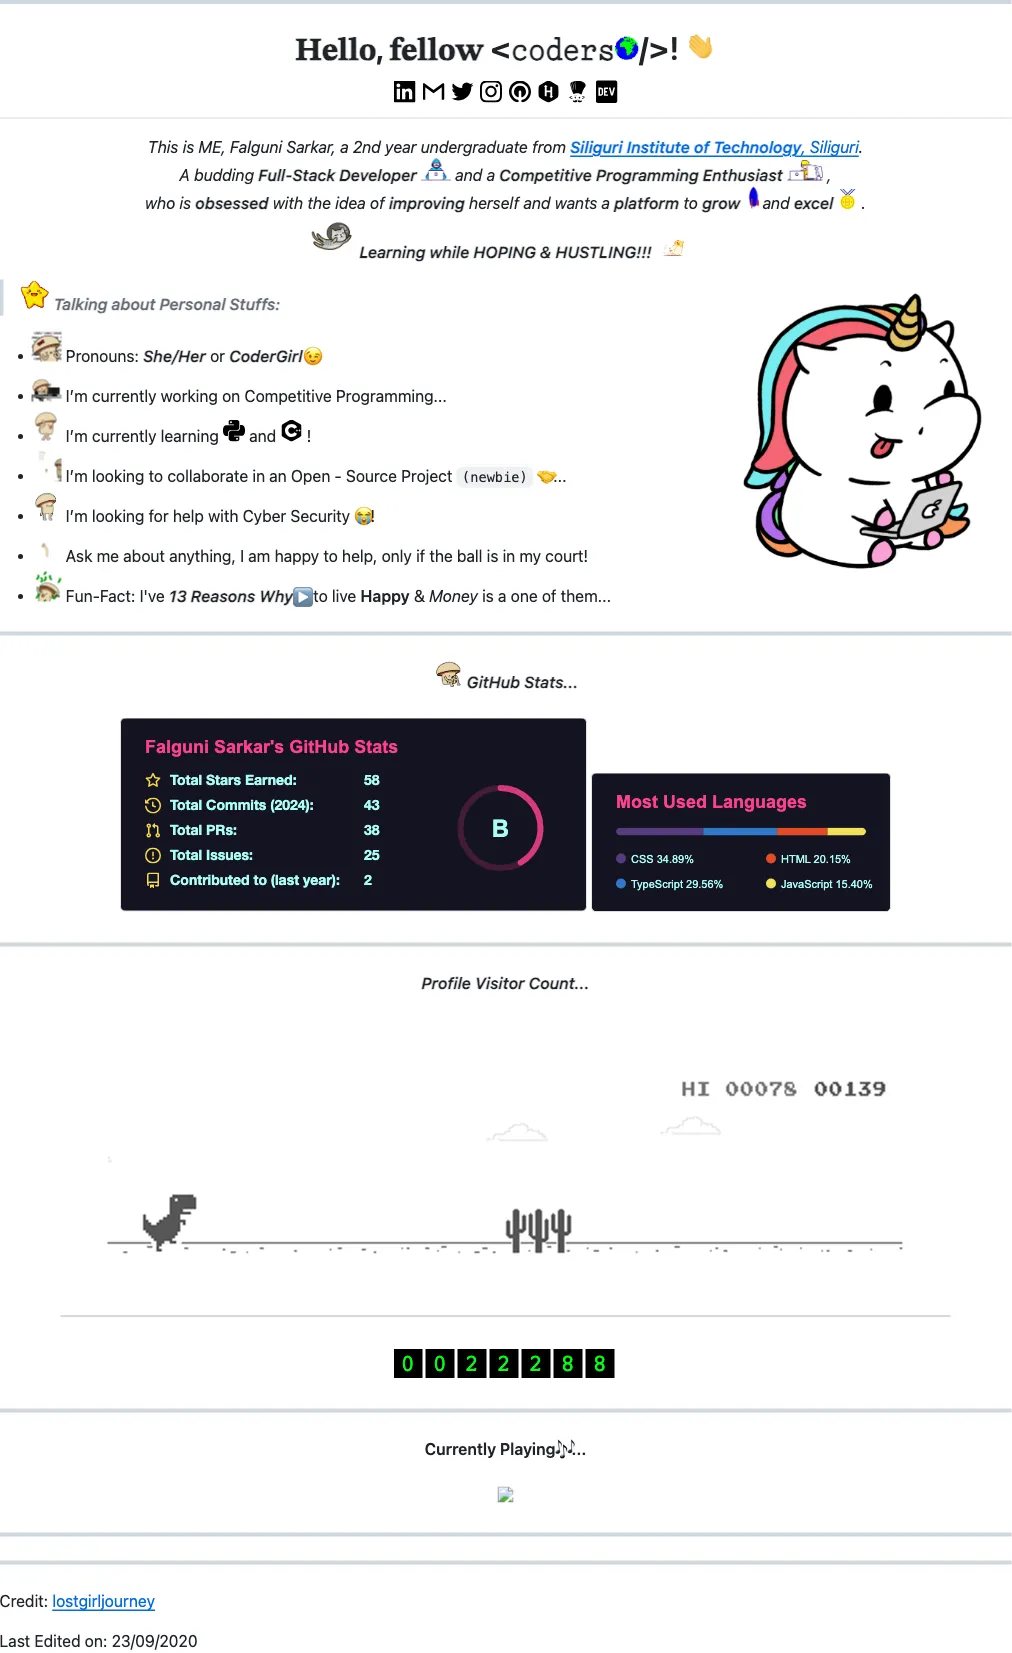 Hello, fellow <coders🌍/>! 👋
DEV
This is ME, Falguni Sarkar, a 2nd year undergraduate from Siliguri Institute of Technology, Siliguri.
A budding Full-Stack Developer and a Competitive Programming Enthusiast ,
who is obsessed with the idea of improving herself and wants a platform to grow and excel .
Learning while HOPING & HUSTLING!!!
Talking about Personal Stuffs:
Pronouns: She/Her or CoderGirl😉
I'm currently working on Competitive Programming...
I'm currently learning and !
I'm looking to collaborate in an Open - Source Project (newbie) 🤝...
I'm looking for help with Cyber Security 😭!
Ask me about anything, I am happy to help, only if the ball is in my court!
Fun-Fact: I've 13 Reasons Why▶️to live Happy & Money is a one of them...
GitHub Stats...
Falguni Sarkar's GitHub Stats
Total Stars Earned: 58
Total Commits (2024): 43
Total PRs: 38
Total Issues: 25
Contributed to (last year): 2
B
Most Used Languages
CSS 34.89% HTML 20.15%
TypeScript 29.56% JavaScript 15.40%
Profile Visitor Count...
HI 00078 00139
0 0 2 2 2 8 8
Currently Playing🎶...
Credit: lostgirljourney
Last Edited on: 23/09/2020